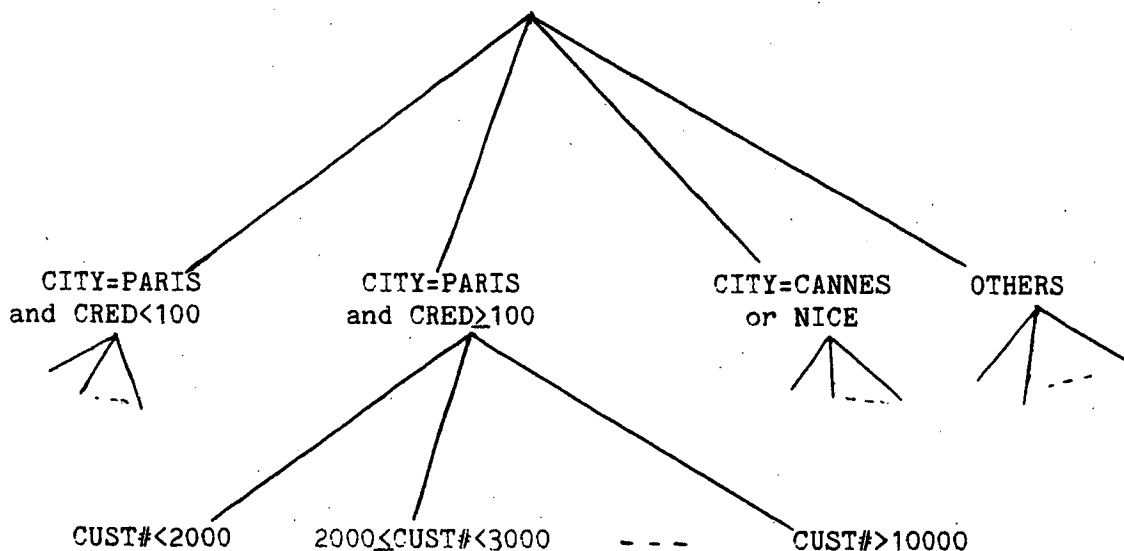 CITY=PARIS
and CRED<100
CITY=PARIS
and CRED≥100
CITY=CANNES
or NICE
OTHERS
CUST#<2000
2000≤CUST#<3000
- - -
CUST#>10000